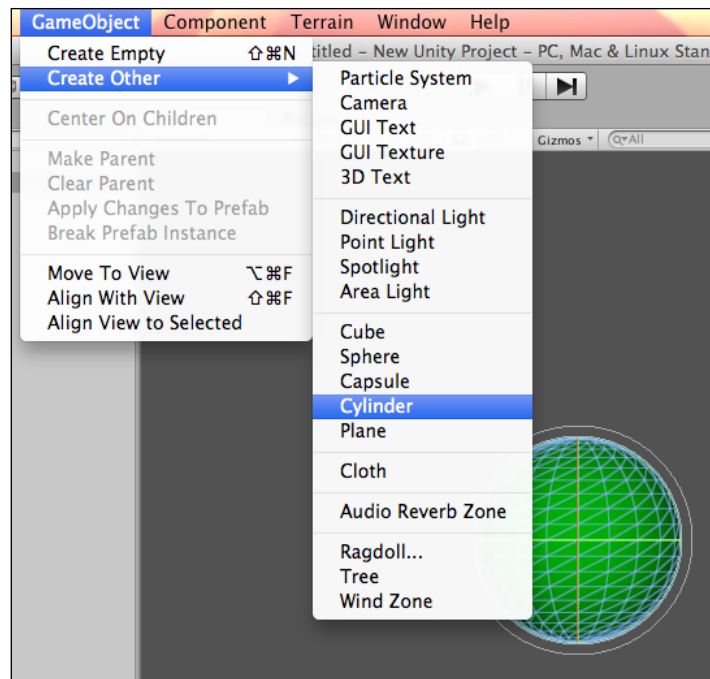 GameObject Component Terrain Window Help
titled – New Unity Project – PC, Mac & Linux Stan
Create Empty ⇧⌘N
Create Other ▶
Center On Children
Make Parent
Clear Parent
Apply Changes To Prefab
Break Prefab Instance
Move To View ⌥⌘F
Align With View ⇧⌘F
Align View to Selected
Particle System
Camera
GUI Text
GUI Texture
3D Text
Directional Light
Point Light
Spotlight
Area Light
Cube
Sphere
Capsule
Cylinder
Plane
Cloth
Audio Reverb Zone
Ragdoll...
Tree
Wind Zone
Gizmos All